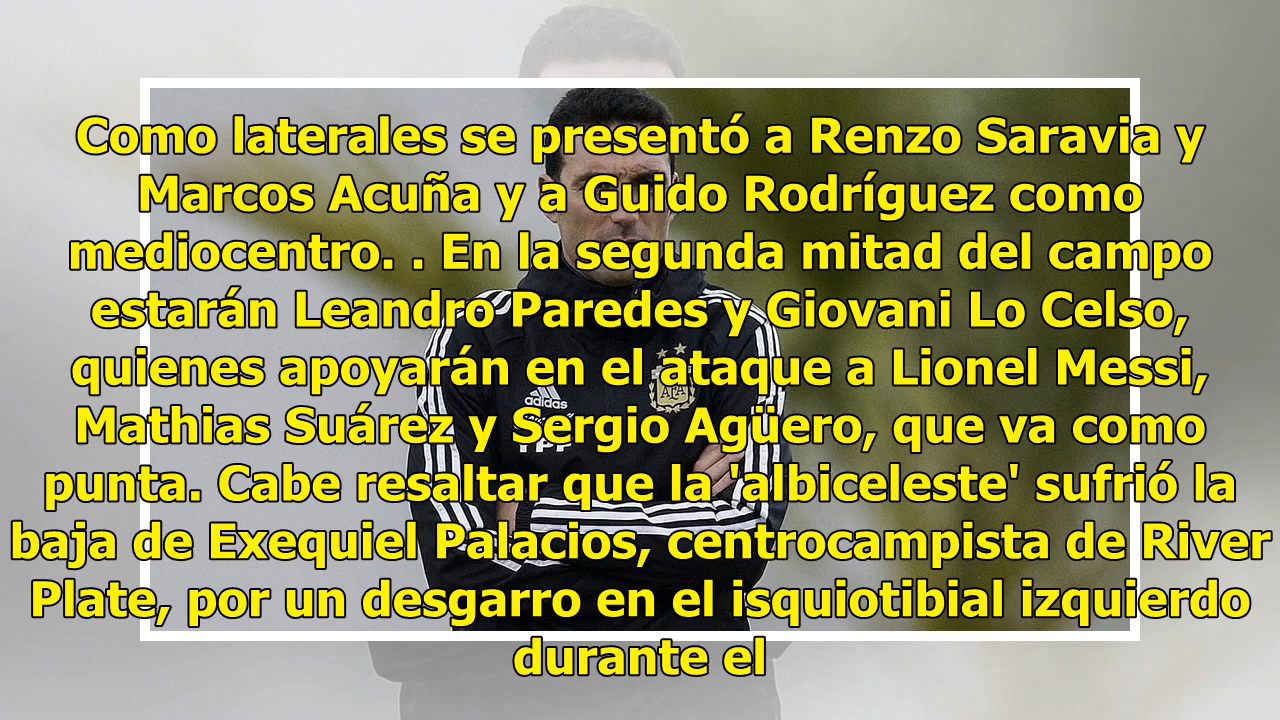 Como laterales se presentó a Renzo Saravia y
Marcos Acuña y a Guido Rodríguez como
mediocentro. . En la segunda mitad del campo
estarán Leandro Paredes y Giovani Lo Celso,
quienes apoyarán en el ataque a Lionel Messi,
Mathias Suárez y Sergio Agüero, que va como
punta. Cabe resaltar que la 'albiceleste' sufrió la
baja de Exequiel Palacios, centrocampista de River
Plate, por un desgarro en el isquiotibial izquierdo
durante el
adidas
AFA
YPF